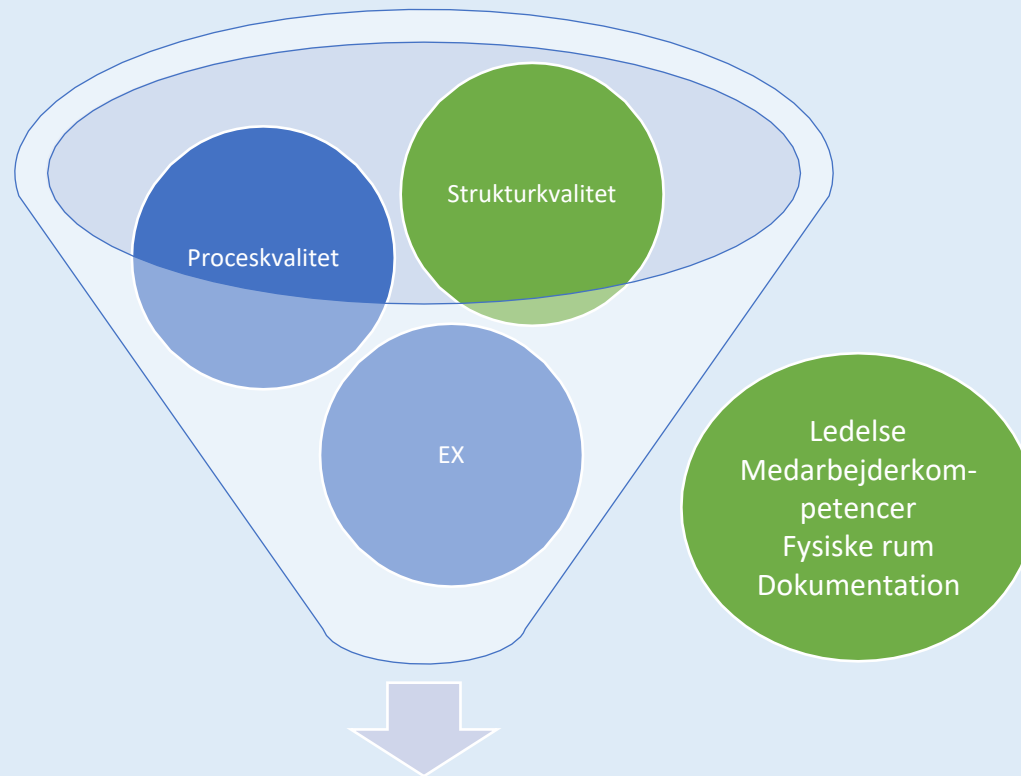 Strukturkvalitet
Proceskvalitet
EX
Ledelse
Medarbejderkom-
petencer
Fysiske rum
Dokumentation